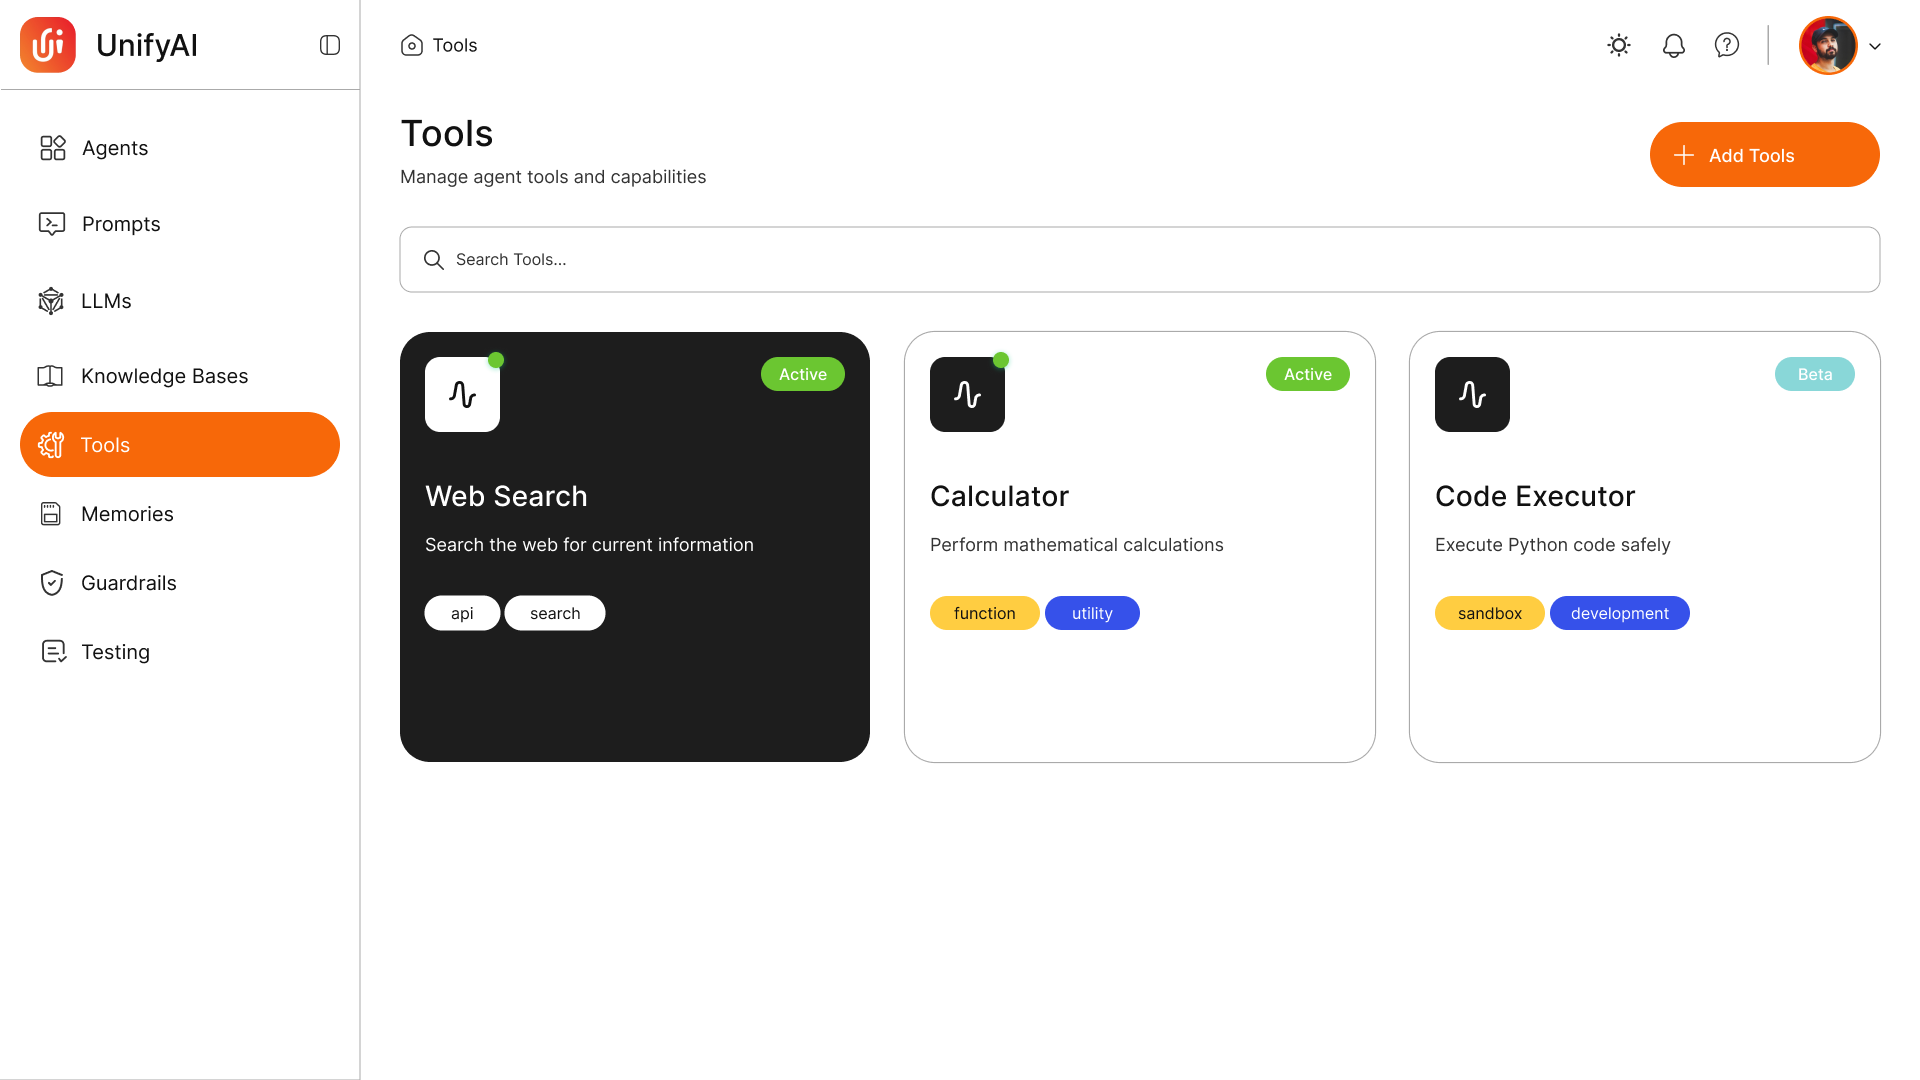 UnifyAI
Tools
Agents
Prompts
LLMs
Knowledge Bases
Tools
Memories
Guardrails
Testing
Tools
Manage agent tools and capabilities
Add Tools
Search Tools...
Active
Web Search
Search the web for current information
api search
Active
Calculator
Perform mathematical calculations
function utility
Beta
Code Executor
Execute Python code safely
sandbox development